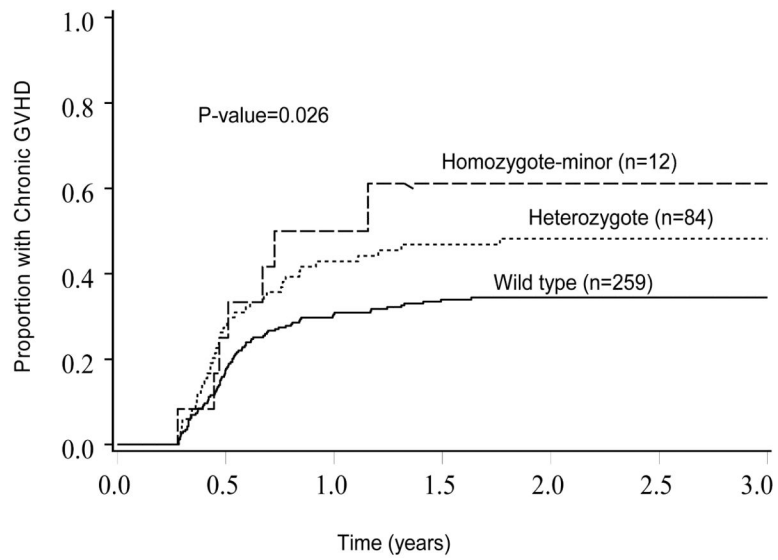 1.0
0.8
0.6
0.4
0.2
0.0
Proportion with Chronic GVHD
P-value=0.026
Homozygote-minor (n=12)
Heterozygote (n=84)
Wild type (n=259)
0.0 0.5 1.0 1.5 2.0 2.5 3.0
Time (years)